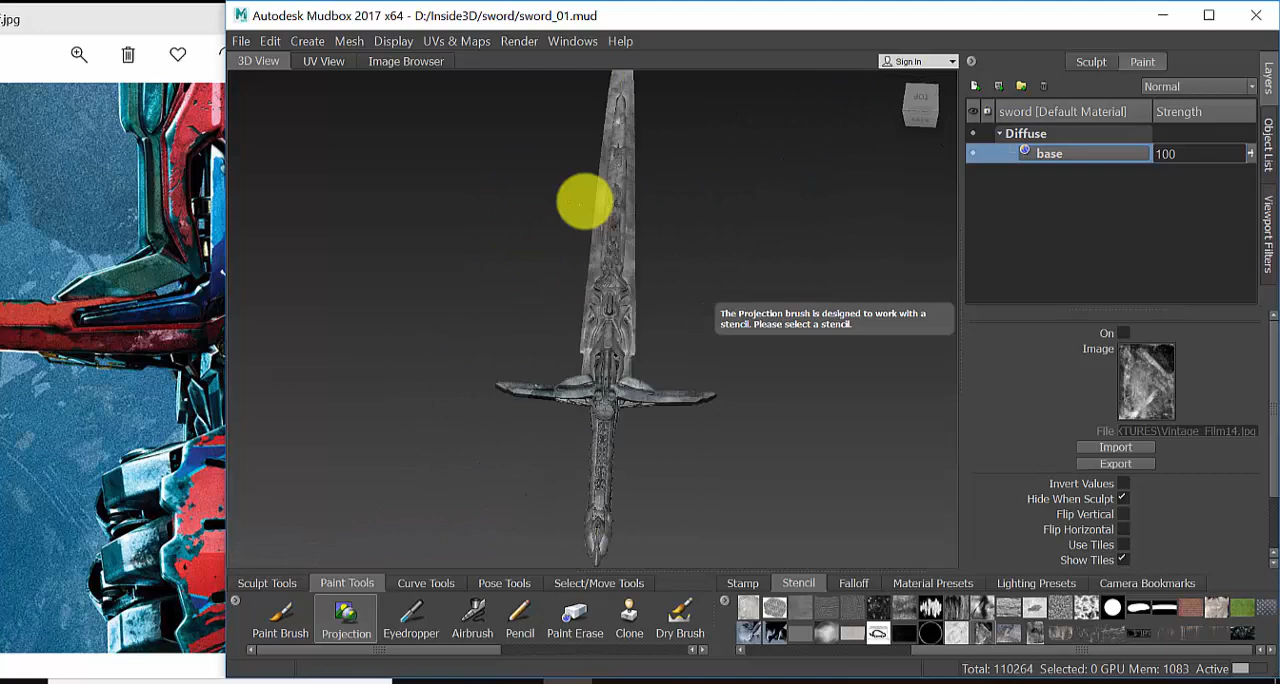 .jpg
Autodesk Mudbox 2017 x64 - D:/Inside3D/sword/sword_01.mud
File Edit Create Mesh Display UVs & Maps Render Windows Help
3D View UV View Image Browser
Sign In
Sculpt Paint
Layers
Object List
Viewport Filters
Normal
sword [Default Material] Strength
Diffuse
base 100
TOP
The Projection brush is designed to work with a
stencil. Please select a stencil.
On
Image
File KTURES\Vintage_Film14.jpg
Import
Export
Invert Values
Hide When Sculpt
Flip Vertical
Flip Horizontal
Use Tiles
Show Tiles
Sculpt Tools Paint Tools Curve Tools Pose Tools Select/Move Tools
Stamp Stencil Falloff Material Presets Lighting Presets Camera Bookmarks
Paint Brush Projection Eyedropper Airbrush Pencil Paint Erase Clone Dry Brush
Total: 110264 Selected: 0 GPU Mem: 1083 Active